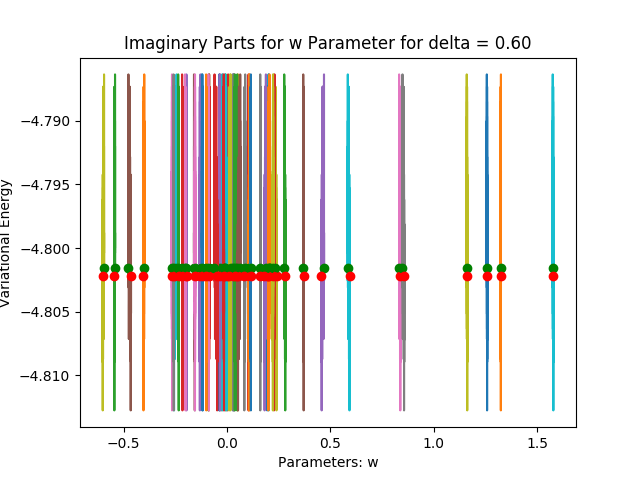 Imaginary Parts for w Parameter for delta = 0.60
Variational Energy
−4.790
−4.795
−4.800
−4.805
−4.810
−0.5 0.0 0.5 1.0 1.5
Parameters: w